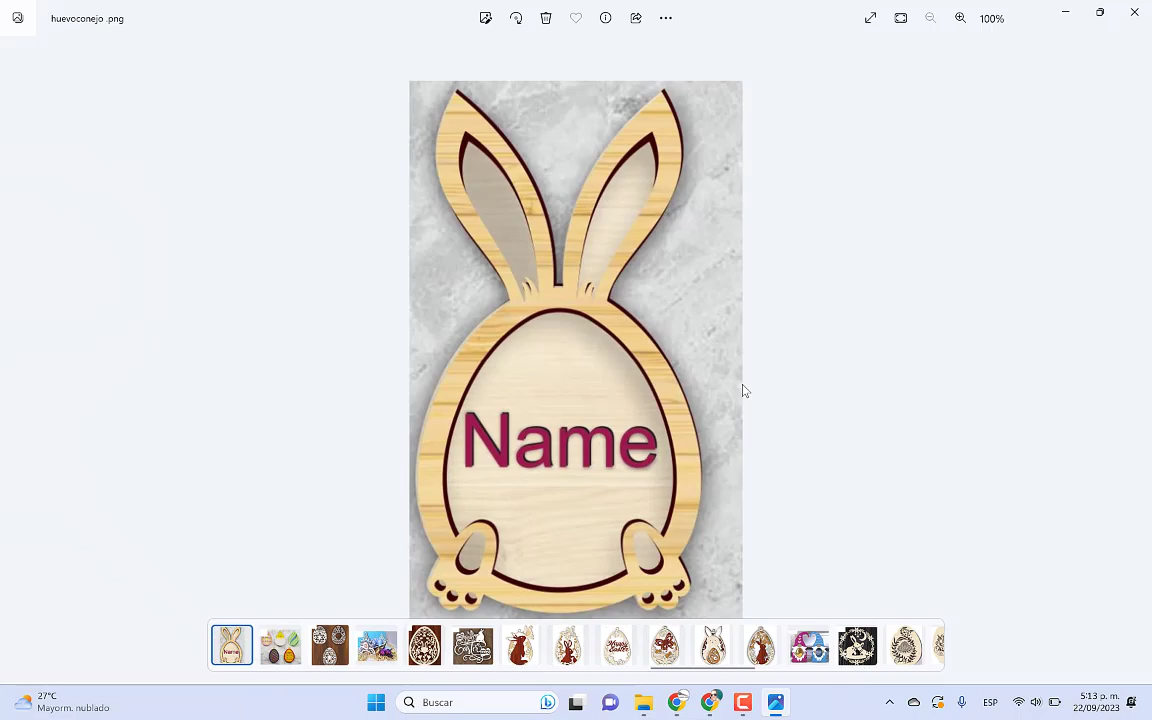 huevoconejo .png
100%
Name
27°C
Mayorm. nublado
Buscar
ESP
5:13 p. m.
22/09/2023